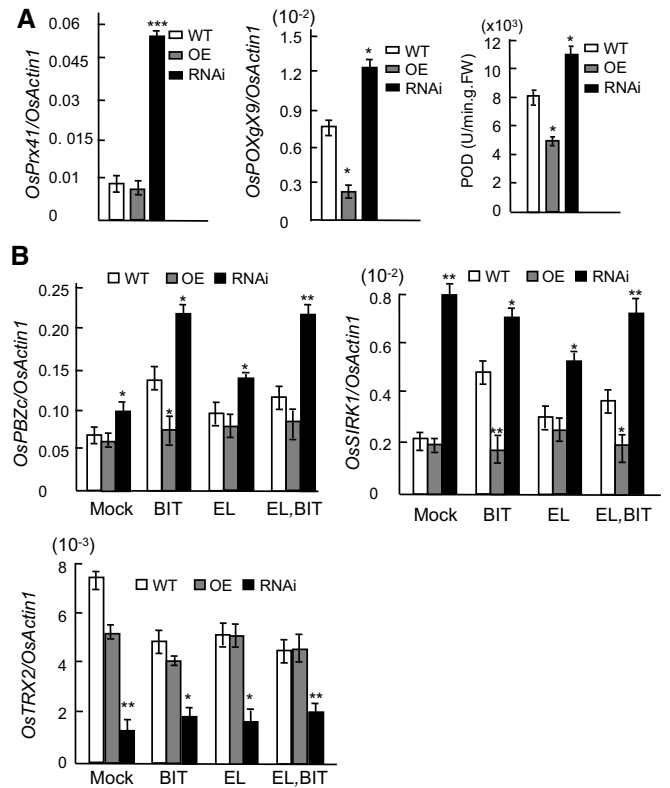 A
OsPrx41/OsActin1
0.06
0.045
0.03
0.015
0.01
0
***
WT
OE
RNAi
(10-2)
OsPOXgX9/OsActin1
1.5
1.2
0.9
0.6
0.3
0
*
*
WT
OE
RNAi
(x10³)
POD (U/min.g.FW)
12
10
8
6
4
2
0
*
*
WT
OE
RNAi
B
WT OE RNAi
OsPBZc/OsActin1
0.25
0.20
0.15
0.10
0.05
0
* * * * **
Mock BIT EL EL,BIT
(10-2)
WT OE RNAi
OsSIRK1/OsActin1
0.8
0.6
0.4
0.2
0
** ** * * * **
Mock BIT EL EL,BIT
(10-3)
WT OE RNAi
OsTRX2/OsActin1
8
6
4
2
0
** * * **
Mock BIT EL EL,BIT